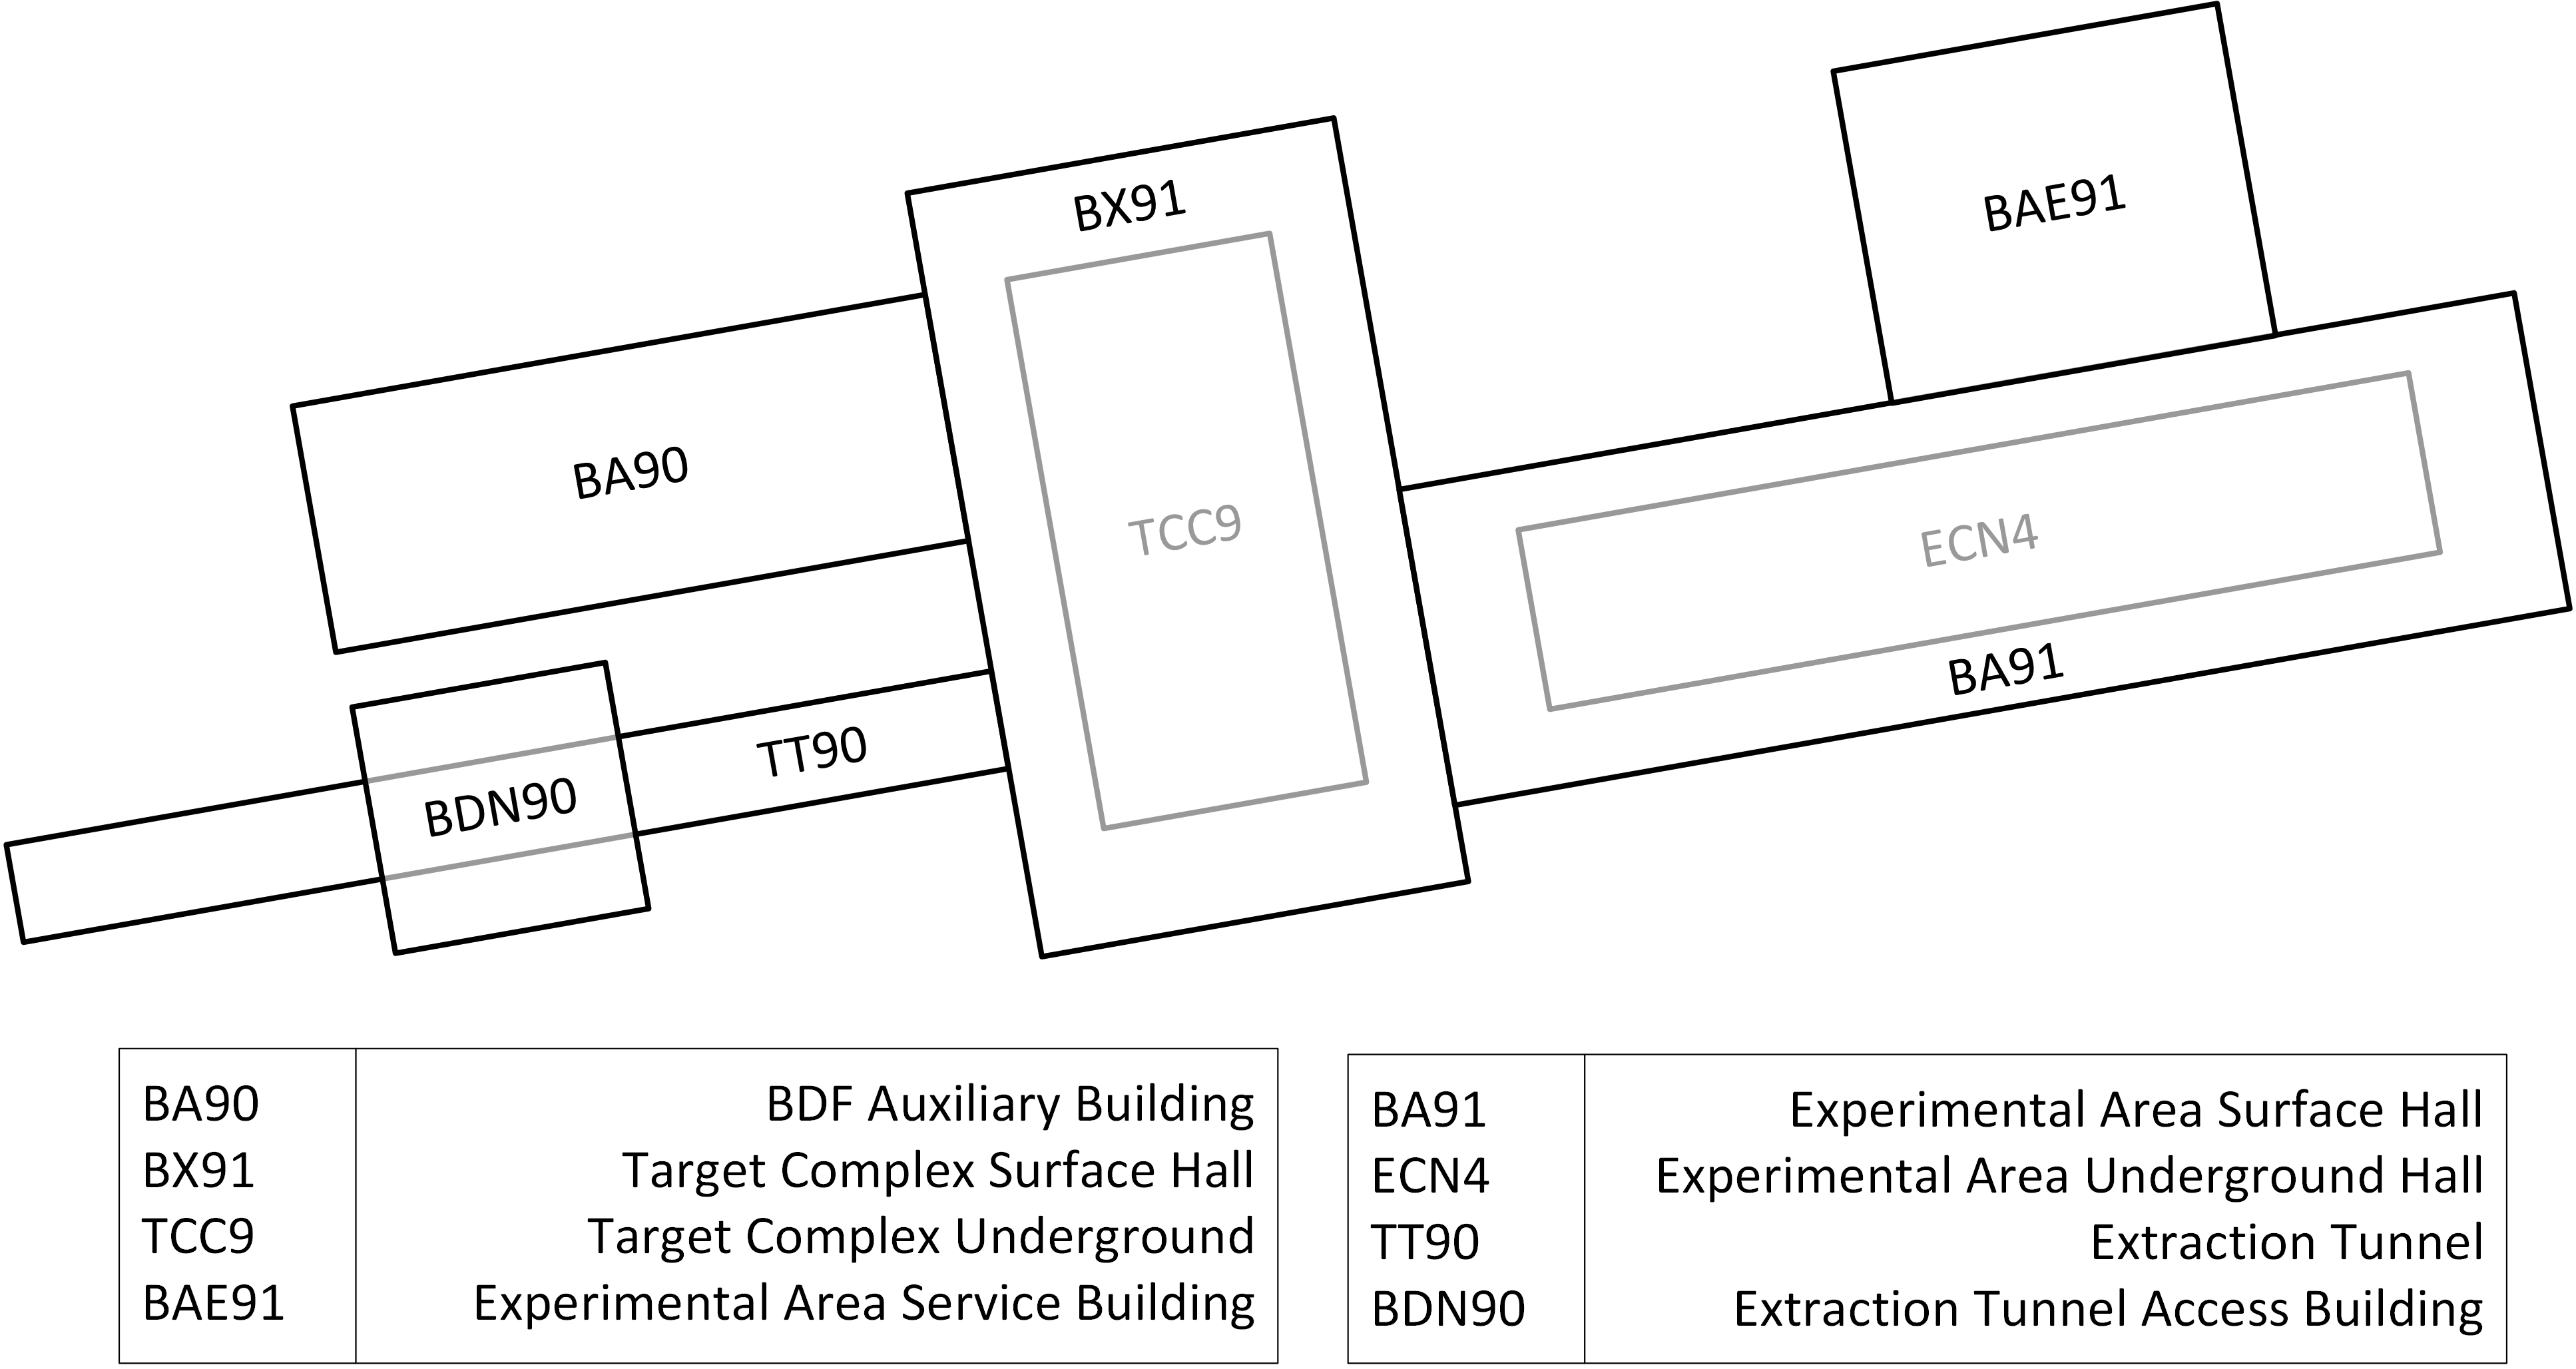 BX91
BAE91
BA90
TCC9
ECN4
BA91
TT90
BDN90
BA90 BDF Auxiliary Building
BX91 Target Complex Surface Hall
TCC9 Target Complex Underground
BAE91 Experimental Area Service Building
BA91 Experimental Area Surface Hall
ECN4 Experimental Area Underground Hall
TT90 Extraction Tunnel
BDN90 Extraction Tunnel Access Building